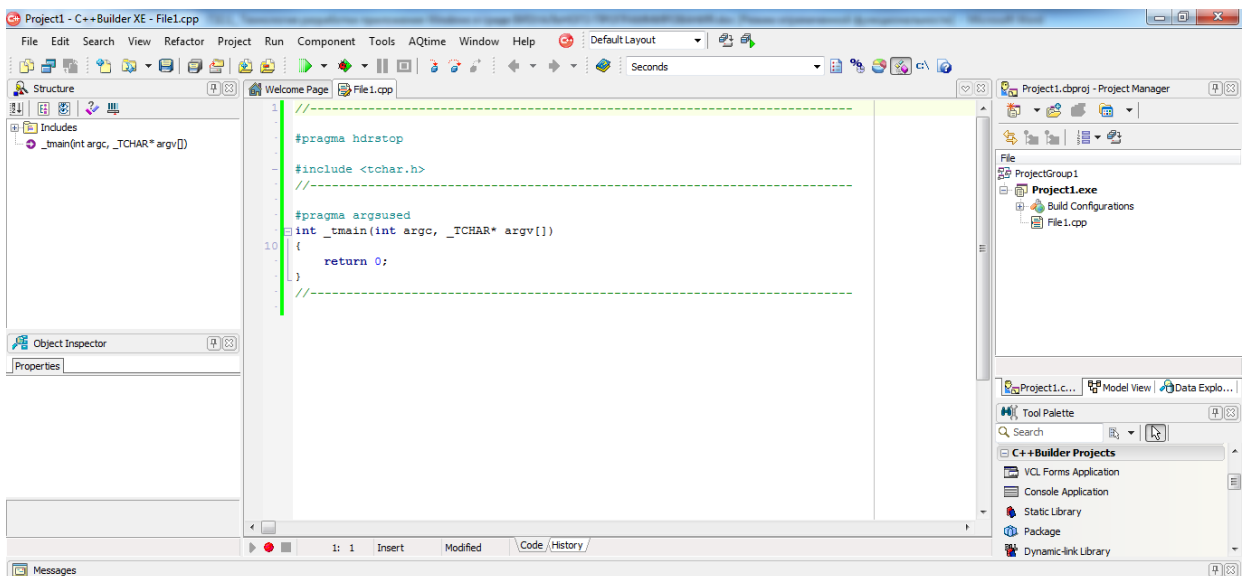 Project1 - C++Builder XE - File1.cpp
File Edit Search View Refactor Project Run Component Tools AQtime Window Help Default Layout
Seconds
Structure
Includes
_tmain(int argc, _TCHAR* argv[])
Object Inspector
Properties
Welcome Page File1.cpp
1 //---------------------------------------------------------------------------
#pragma hdrstop
#include <tchar.h>
//---------------------------------------------------------------------------
#pragma argsused
int _tmain(int argc, _TCHAR* argv[])
10 {
return 0;
}
//---------------------------------------------------------------------------
1: 1 Insert Modified Code History
Project1.cbproj - Project Manager
File
ProjectGroup1
Project1.exe
Build Configurations
File1.cpp
Project1.c... Model View Data Explo...
Tool Palette
Search
C++Builder Projects
VCL Forms Application
Console Application
Static Library
Package
Dynamic-link Library
Messages